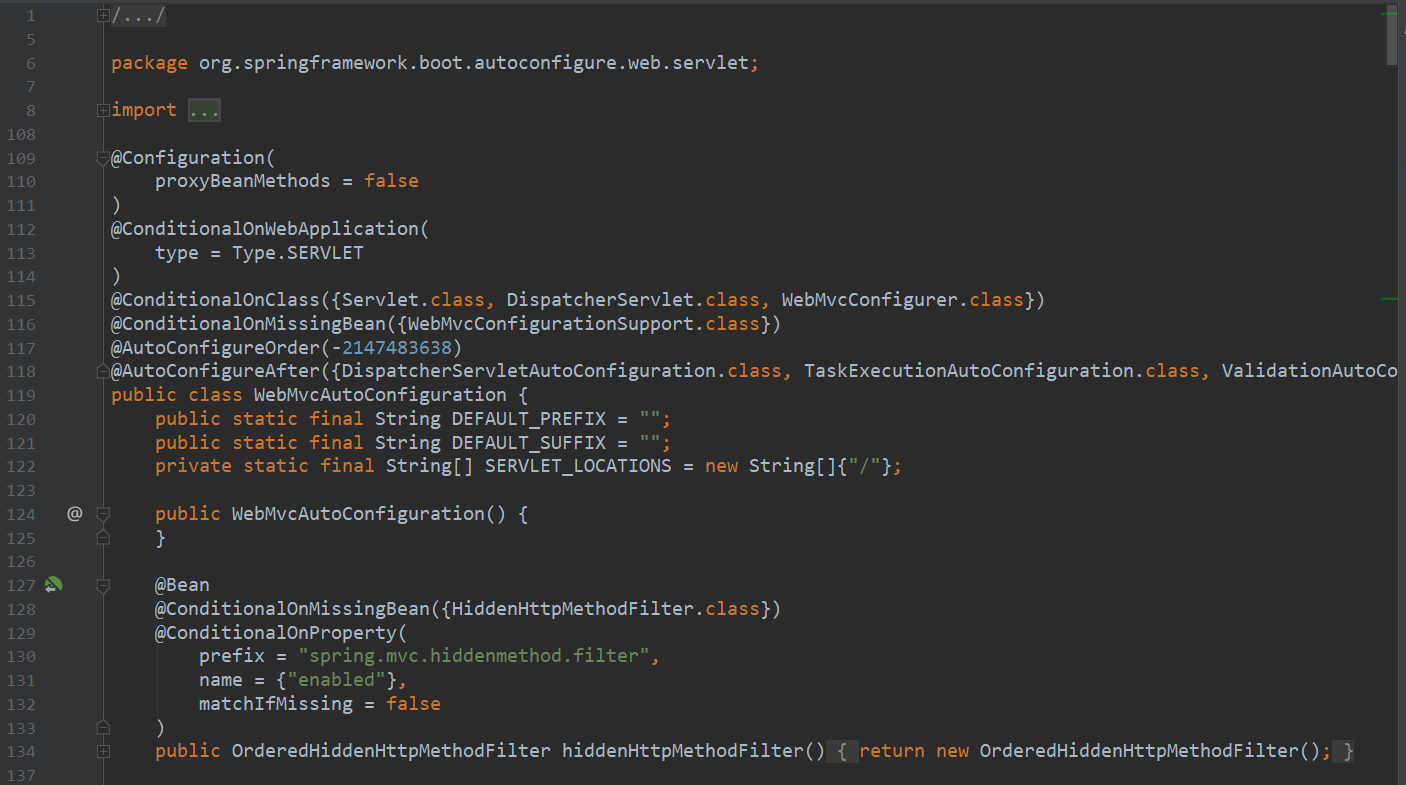 1 /.../
5
6 package org.springframework.boot.autoconfigure.web.servlet;
7
8 import ...
108
109 @Configuration(
110     proxyBeanMethods = false
111 )
112 @ConditionalOnWebApplication(
113     type = Type.SERVLET
114 )
115 @ConditionalOnClass({Servlet.class, DispatcherServlet.class, WebMvcConfigurer.class})
116 @ConditionalOnMissingBean({WebMvcConfigurationSupport.class})
117 @AutoConfigureOrder(-2147483638)
118 @AutoConfigureAfter({DispatcherServletAutoConfiguration.class, TaskExecutionAutoConfiguration.class, ValidationAutoCo
119 public class WebMvcAutoConfiguration {
120     public static final String DEFAULT_PREFIX = "";
121     public static final String DEFAULT_SUFFIX = "";
122     private static final String[] SERVLET_LOCATIONS = new String[]{"/"};
123
124 @     public WebMvcAutoConfiguration() {
125     }
126
127     @Bean
128     @ConditionalOnMissingBean({HiddenHttpMethodFilter.class})
129     @ConditionalOnProperty(
130         prefix = "spring.mvc.hiddenmethod.filter",
131         name = {"enabled"},
132         matchIfMissing = false
133     )
134     public OrderedHiddenHttpMethodFilter hiddenHttpMethodFilter() { return new OrderedHiddenHttpMethodFilter(); }
137